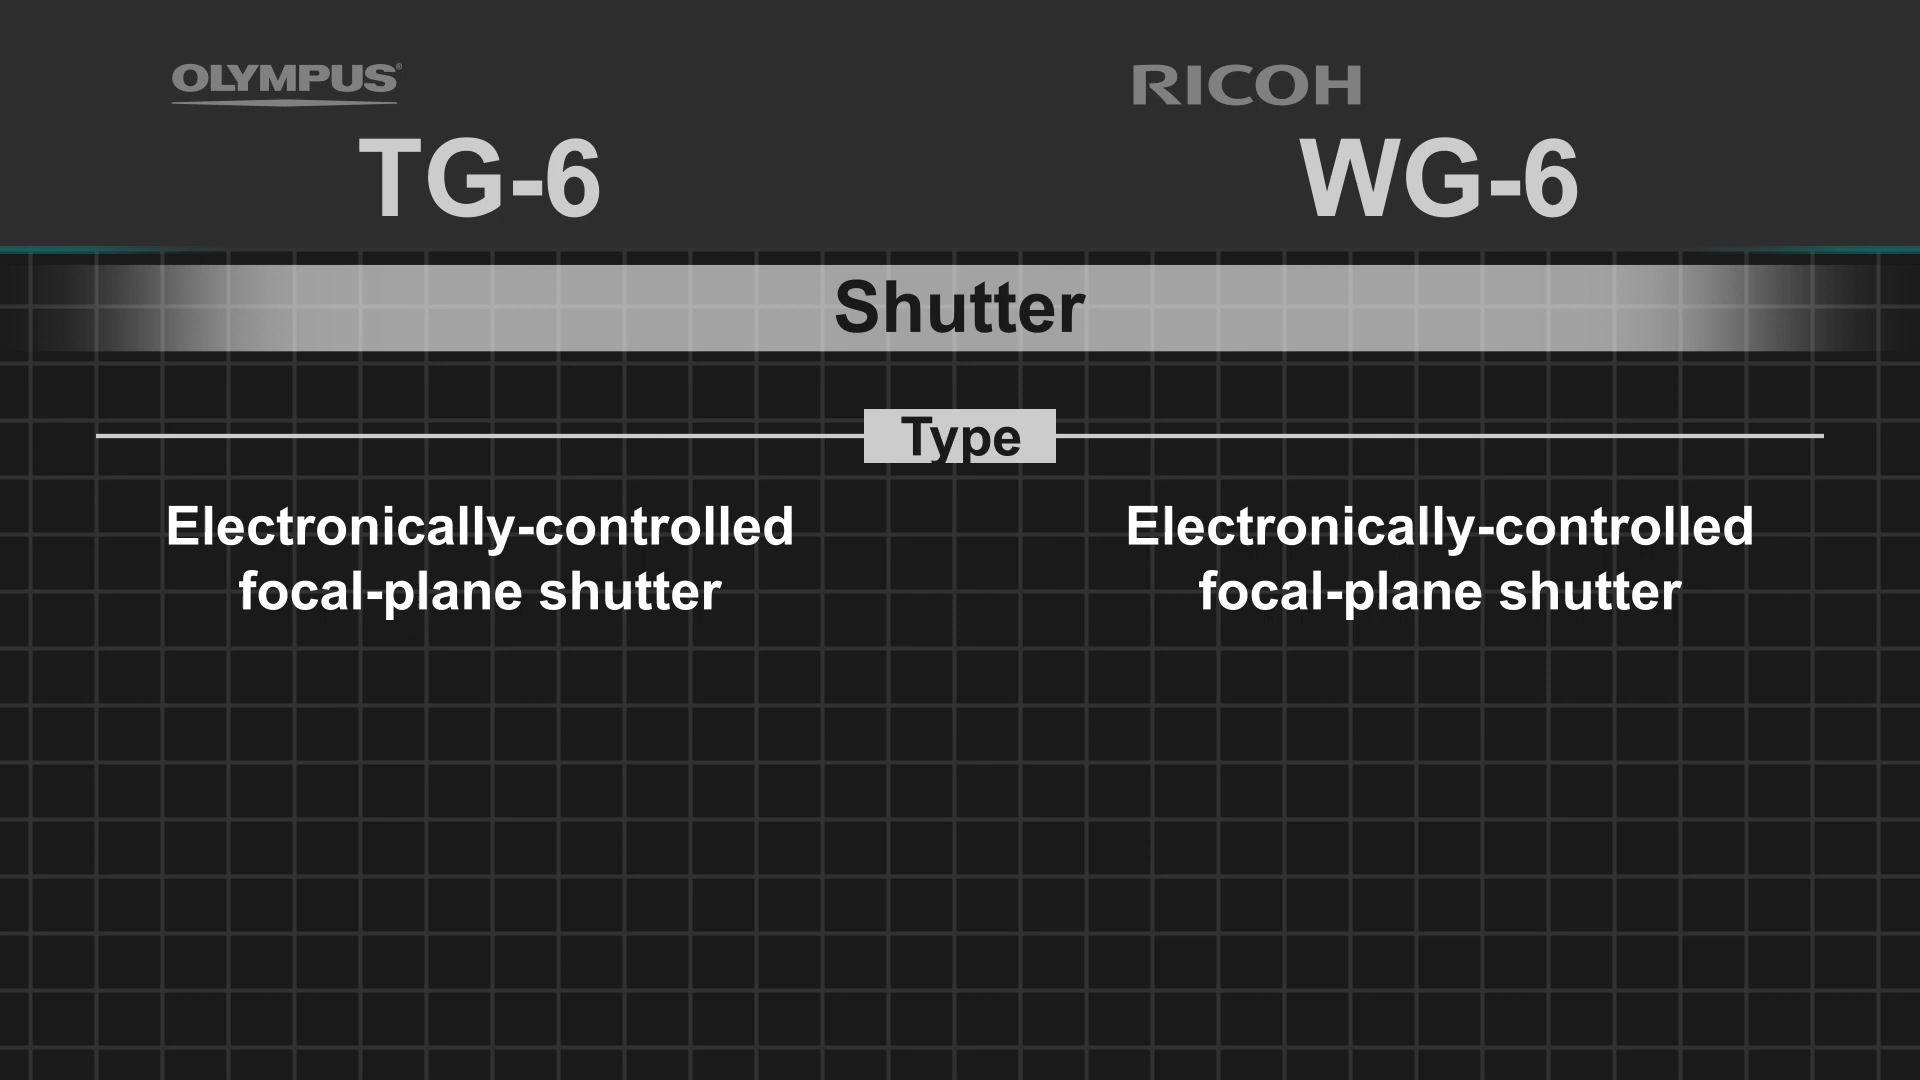 OLYMPUS®
RICOH
TG-6
WG-6
Shutter
Type
Electronically-controlled
focal-plane shutter
Electronically-controlled
focal-plane shutter